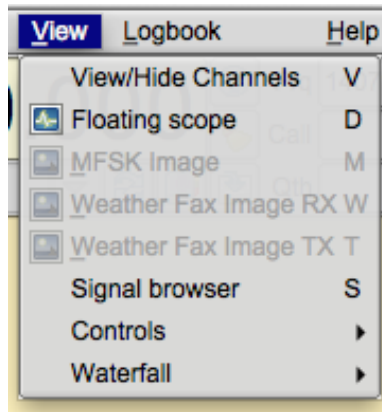 View Logbook Help
View/Hide Channels V
Floating scope D
MFSK Image M
Weather Fax Image RX W
Weather Fax Image TX T
Signal browser S
Controls
Waterfall